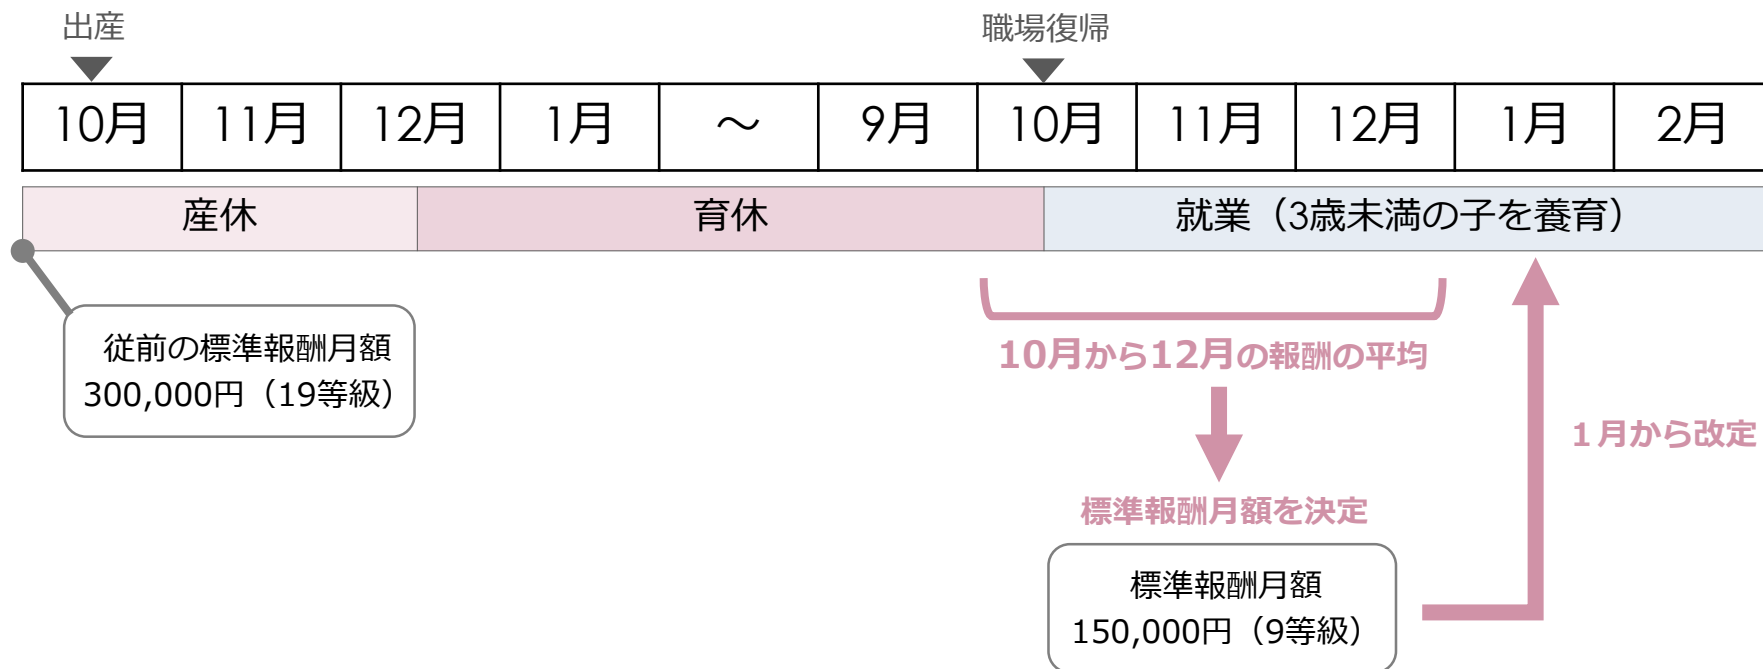 出産
職場復帰
10月 11月 12月 1月 ～ 9月 10月 11月 12月 1月 2月
産休 育休 就業（3歳未満の子を養育）
従前の標準報酬月額
300,000円（19等級）
10月から12月の報酬の平均
1月から改定
標準報酬月額を決定
標準報酬月額
150,000円（9等級）